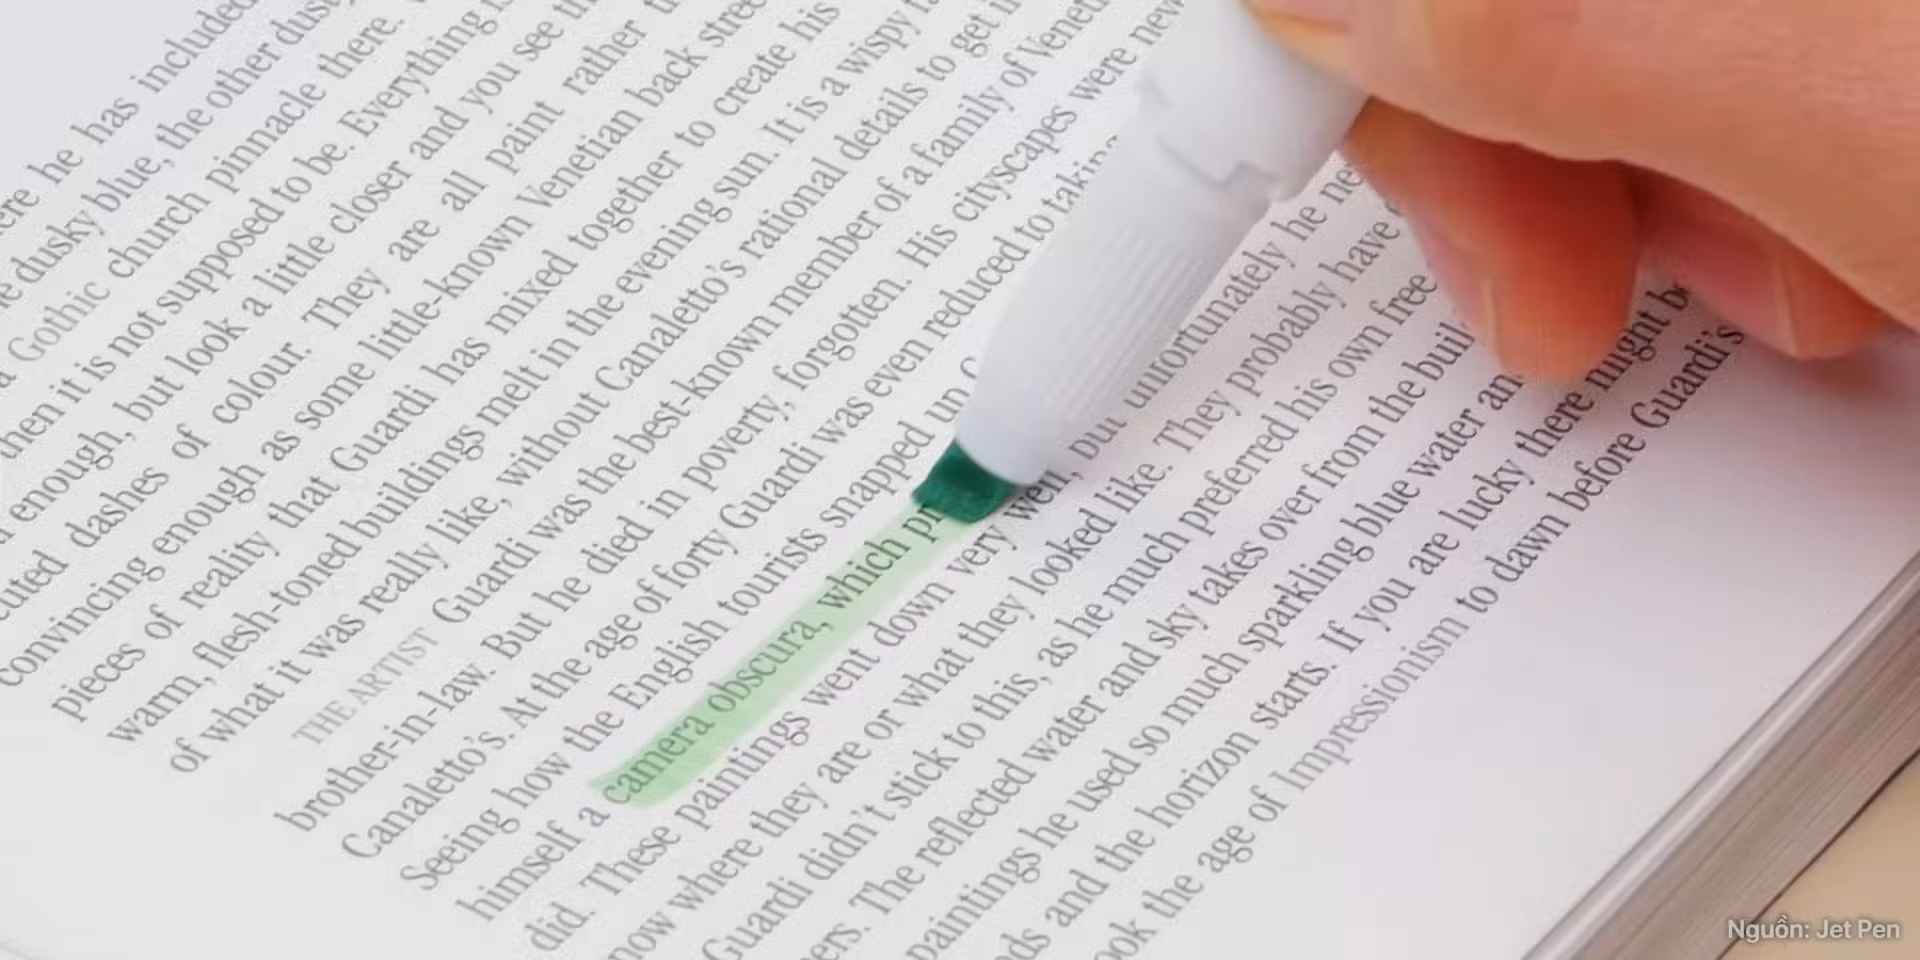 here he has included
dusky blue, the other dusty
a Gothic church pinnacle there.
then it is not supposed to be. Everything is
enough, but look a little closer and you see
dashes of colour. They are all paint rather
convincing enough as some little-known Venetian back
pieces of reality that Guardi has mixed together to create his
warm, flesh-toned buildings melt in the evening sun. It is a wispy
of what it was really like, without Canaletto's rational details to get
THE ARTIST Guardi was the best-known member of a family of
brother-in-law. But he died in poverty, forgotten. His cityscapes were
Canaletto's. At the age of forty Guardi was even reduced to taking
Seeing how the English tourists snapped up
himself a camera obscura, which
did. These paintings went down very well, but unfortunately he
where they are or what they looked like. They probably have
Guardi didn't stick to this, as he much preferred his own free
The reflected water and sky takes over from the
paintings he used so much sparkling blue water
and the horizon starts. If you are lucky there might
the age of Impressionism to dawn before Guardi's
Nguồn: Jet Pen